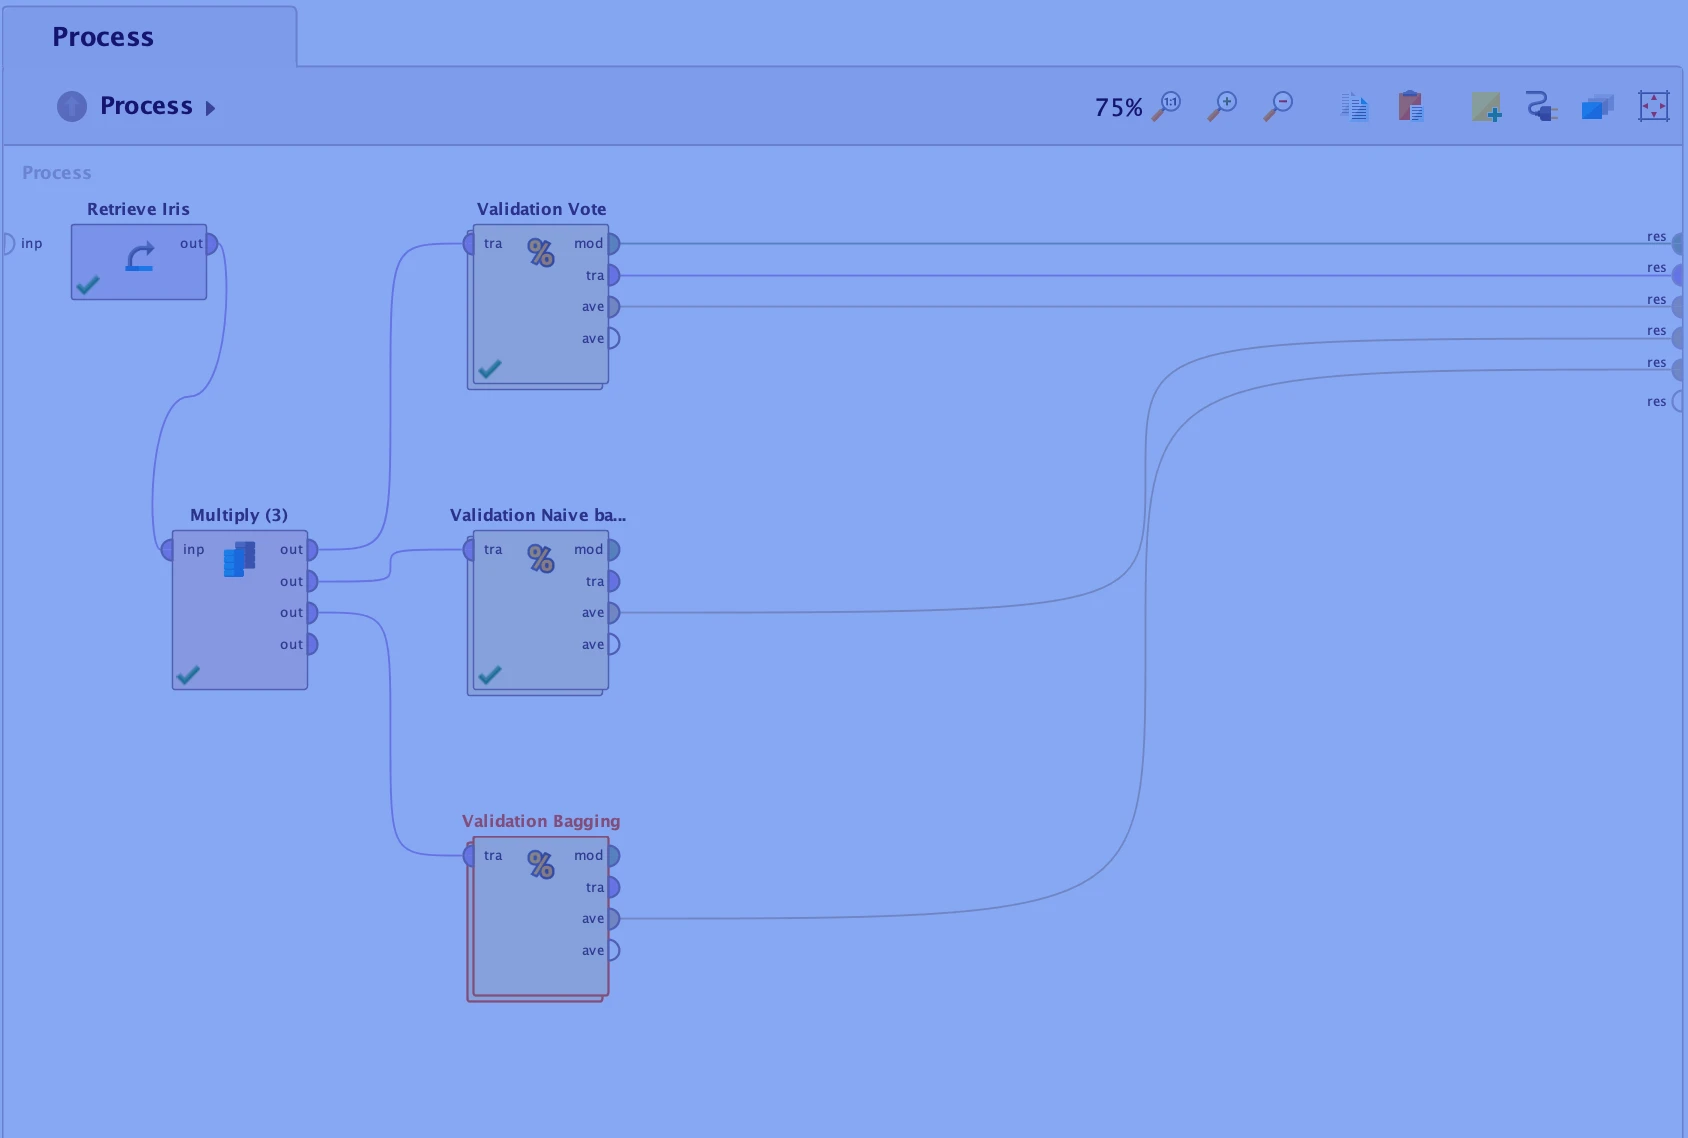 Process
Process
75%
1:1
Process
Retrieve Iris
inp
out
Validation Vote
tra
mod
tra
ave
ave
res
res
res
res
res
res
Multiply (3)
inp
out
out
out
out
Validation Naive ba...
tra
mod
tra
ave
ave
Validation Bagging
tra
mod
tra
ave
ave